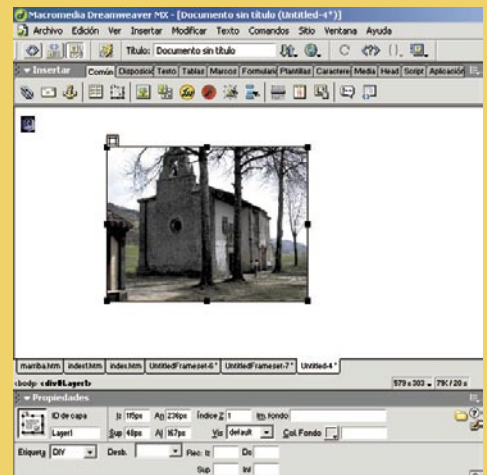 Macromedia Dreamweaver MX - [Documento sin título (Untitled-4*)]
Archivo Edición Ver Insertar Modificar Texto Comandos Sitio Ventana Ayuda
Título: Documento sin título
Insertar Común Disposició Texto Tablas Marcos Formulario Plantillas Caractere Media Head Script Aplicación
marriba.htm index1.htm index.htm UntitledFrameset-6* UntitledFrameset-7* Untitled-4*
<body> <div#Layer1> 579 x 303 79K / 20 s
Propiedades
ID de capa Iz 115px An 236px Índice Z 1 Im. fondo
Layer1 Sup 48px Al 167px Vis default Col. Fondo
Etiqueta DIV Desb. Rec: Iz De
Sup Inf